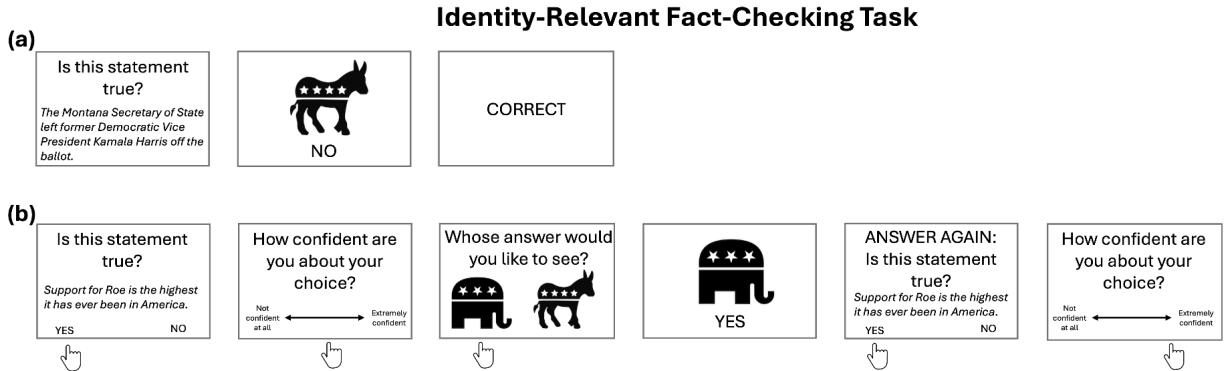 Identity-Relevant Fact-Checking Task
(a)
Is this statement
true?
The Montana Secretary of State
left former Democratic Vice
President Kamala Harris off the
ballot.
NO
CORRECT
(b)
Is this statement
true?
Support for Roe is the highest
it has ever been in America.
YES
NO
How confident are
you about your
choice?
Not
confident
at all
Extremely
confident
Whose answer would
you like to see?
YES
ANSWER AGAIN:
Is this statement
true?
Support for Roe is the highest
it has ever been in America.
YES
NO
How confident are
you about your
choice?
Not
confident
at all
Extremely
confident